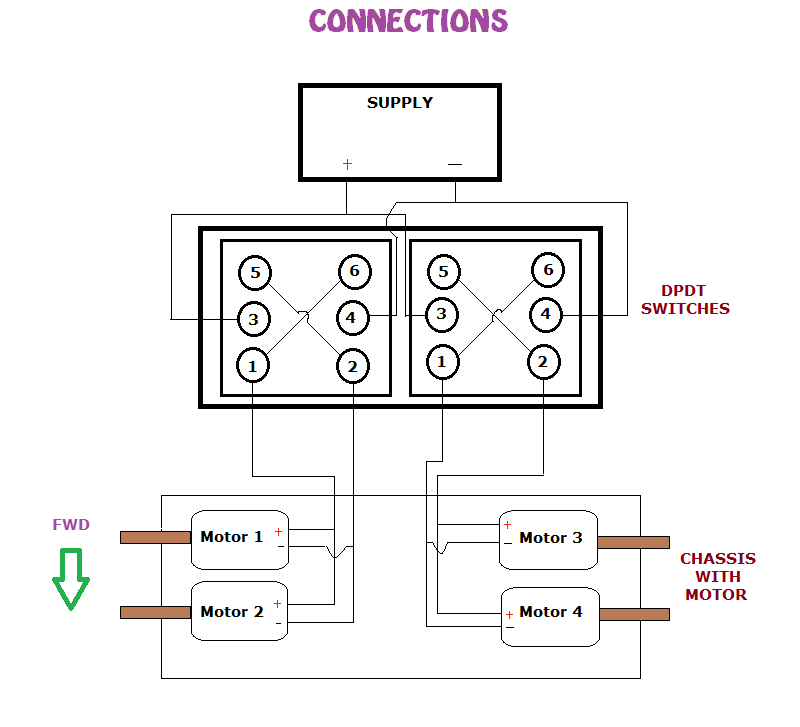 CONNECTIONS
SUPPLY
+ —
5 6 5 6
3 4 3 4
1 2 1 2
DPDT
SWITCHES
FWD
Motor 1 + -
Motor 2 + -
+ - Motor 3
+ - Motor 4
CHASSIS
WITH
MOTOR